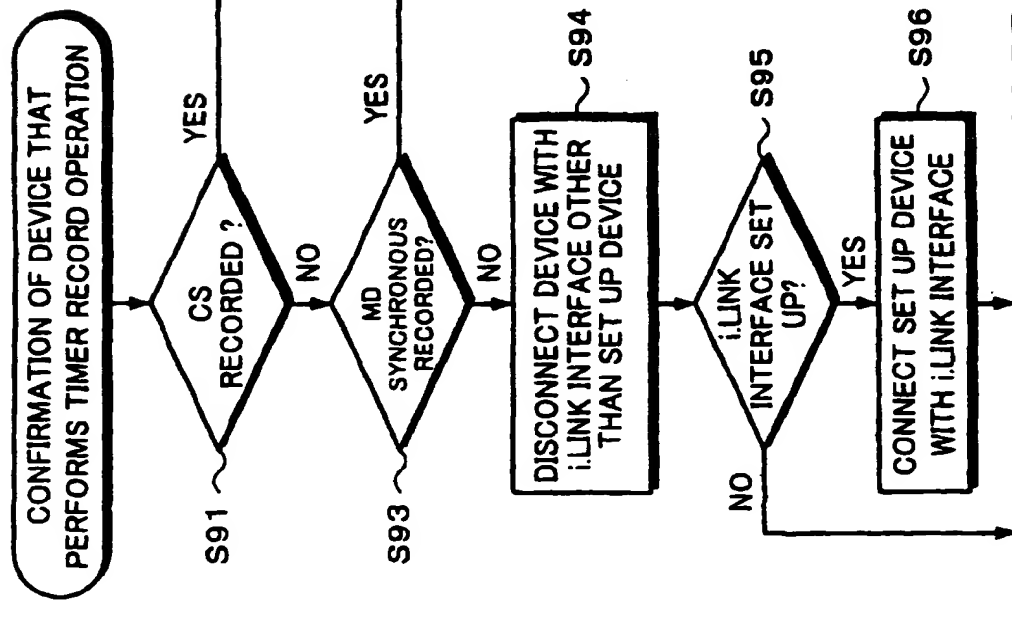 CONFIRMATION OF DEVICE THAT
PERFORMS TIMER RECORD OPERATION
CS
RECORDED ?
YES
S91
NO
MD
SYNCHRONOUS
RECORDED?
YES
S93
NO
DISCONNECT DEVICE WITH
i.LINK INTERFACE OTHER
THAN SET UP DEVICE
S94
i.LINK
INTERFACE SET
UP?
S95
NO
YES
CONNECT SET UP DEVICE
WITH i.LINK INTERFACE
S96